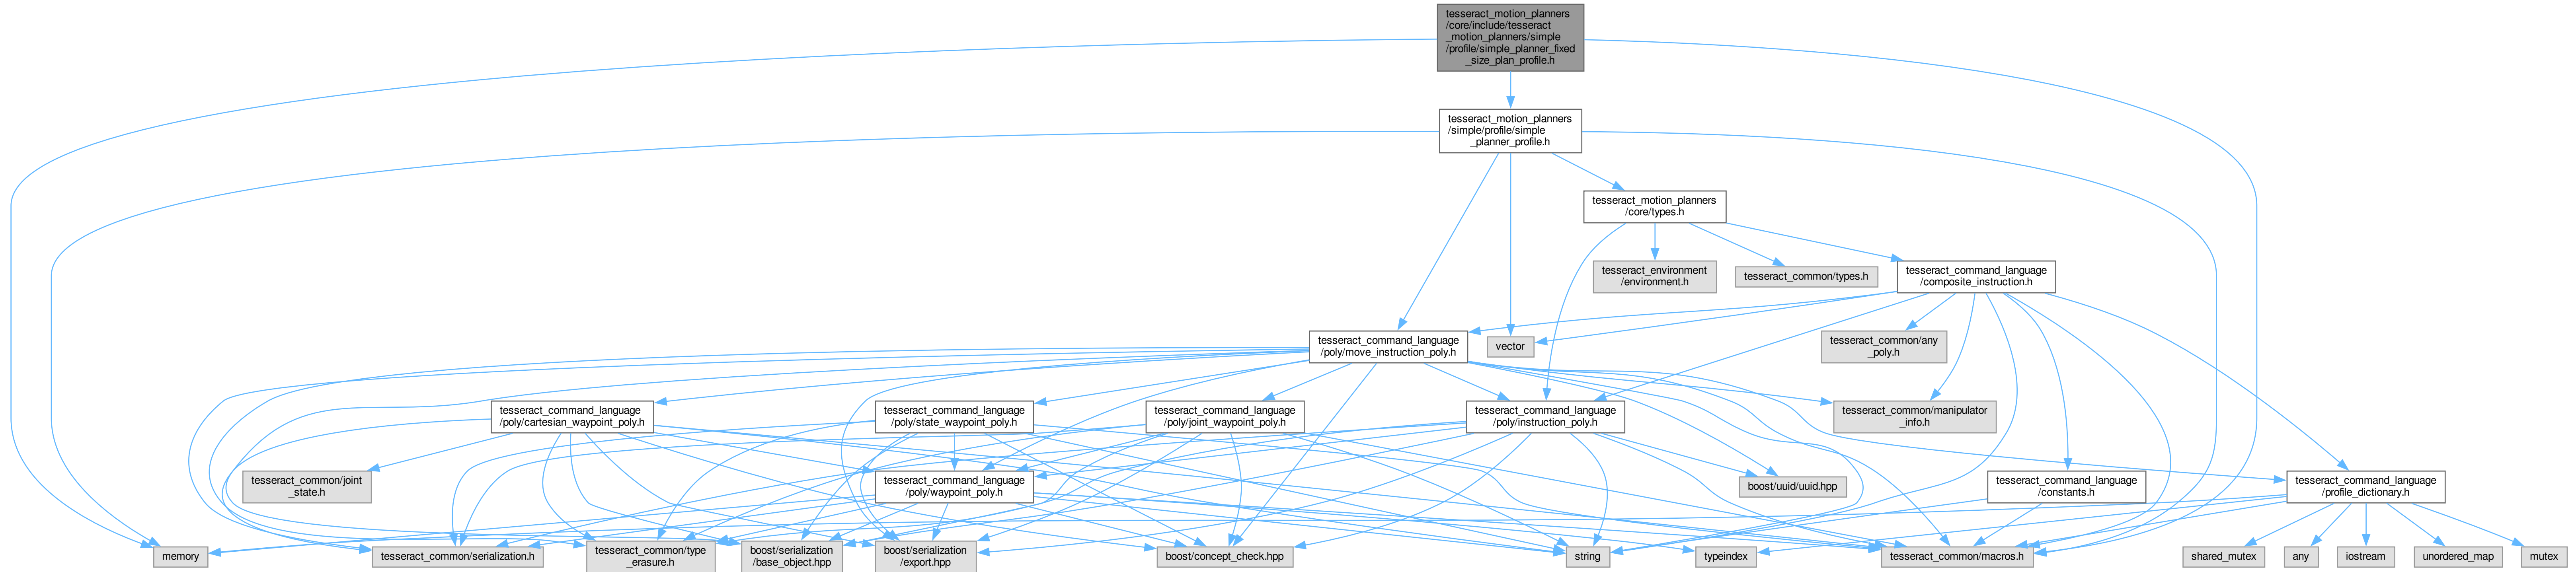 tesseract_motion_planners
/core/include/tesseract
_motion_planners/simple
/profile/simple_planner_fixed
_size_plan_profile.h
tesseract_motion_planners
/simple/profile/simple
_planner_profile.h
tesseract_motion_planners
/core/types.h
tesseract_environment
/environment.h
tesseract_common/types.h
tesseract_command_language
/composite_instruction.h
tesseract_command_language
/poly/move_instruction_poly.h
vector
tesseract_common/any
_poly.h
tesseract_command_language
/poly/cartesian_waypoint_poly.h
tesseract_command_language
/poly/state_waypoint_poly.h
tesseract_command_language
/poly/joint_waypoint_poly.h
tesseract_command_language
/poly/instruction_poly.h
tesseract_common/manipulator
_info.h
tesseract_common/joint
_state.h
tesseract_command_language
/poly/waypoint_poly.h
boost/uuid/uuid.hpp
tesseract_command_language
/constants.h
tesseract_command_language
/profile_dictionary.h
memory
tesseract_common/serialization.h
tesseract_common/type
_erasure.h
boost/serialization
/base_object.hpp
boost/serialization
/export.hpp
boost/concept_check.hpp
string
typeindex
tesseract_common/macros.h
shared_mutex
any
iostream
unordered_map
mutex